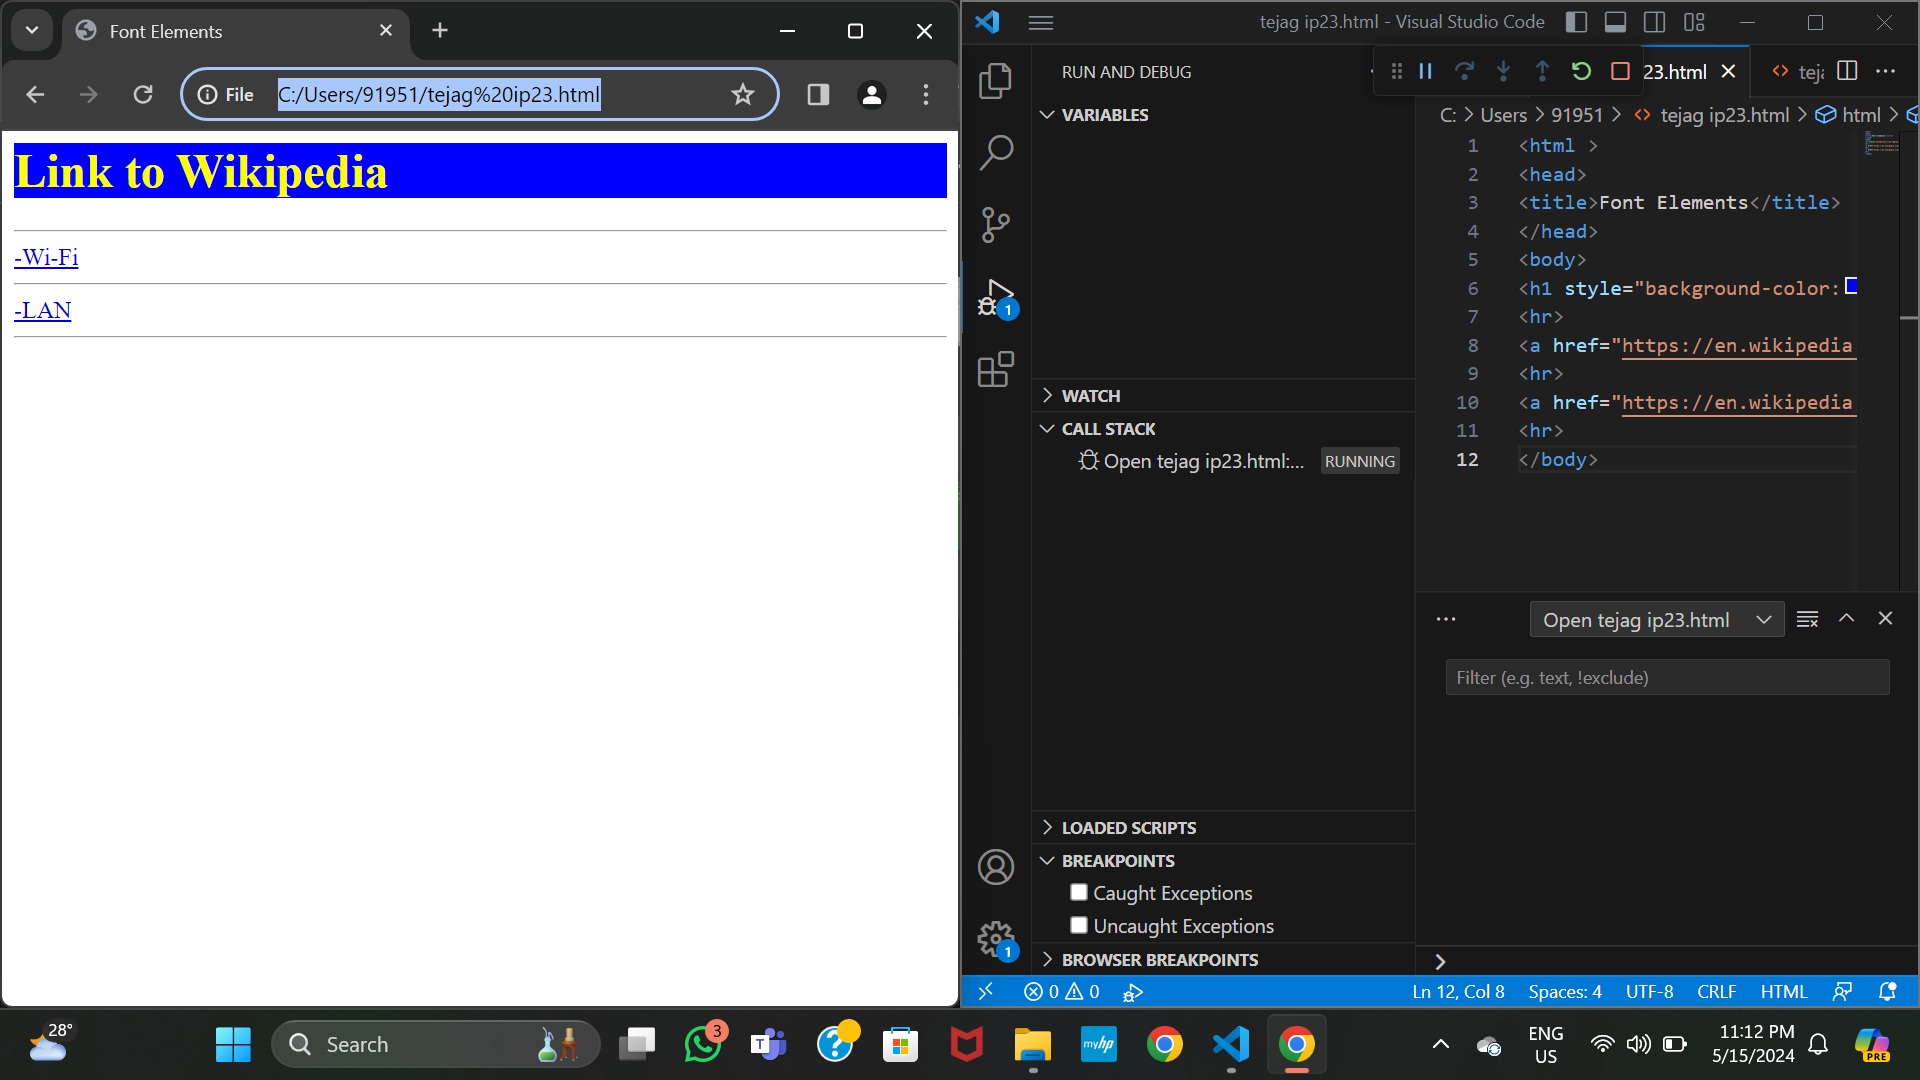 Font Elements
File C:/Users/91951/tejag%20ip23.html
Link to Wikipedia
-Wi-Fi
-LAN
tejag ip23.html - Visual Studio Code
RUN AND DEBUG
23.html
VARIABLES
WATCH
CALL STACK
Open tejag ip23.html:... RUNNING
LOADED SCRIPTS
BREAKPOINTS
Caught Exceptions
Uncaught Exceptions
BROWSER BREAKPOINTS
C: > Users > 91951 > tejag ip23.html > html >
1 <html >
2 <head>
3 <title>Font Elements</title>
4 </head>
5 <body>
6 <h1 style="background-color:
7 <hr>
8 <a href="https://en.wikipedia
9 <hr>
10 <a href="https://en.wikipedia
11 <hr>
12 </body>
Open tejag ip23.html
Filter (e.g. text, !exclude)
1
1
0 0 Ln 12, Col 8 Spaces: 4 UTF-8 CRLF HTML
28°
Search
3
T
myhp
ENG
US
11:12 PM
5/15/2024
PRE